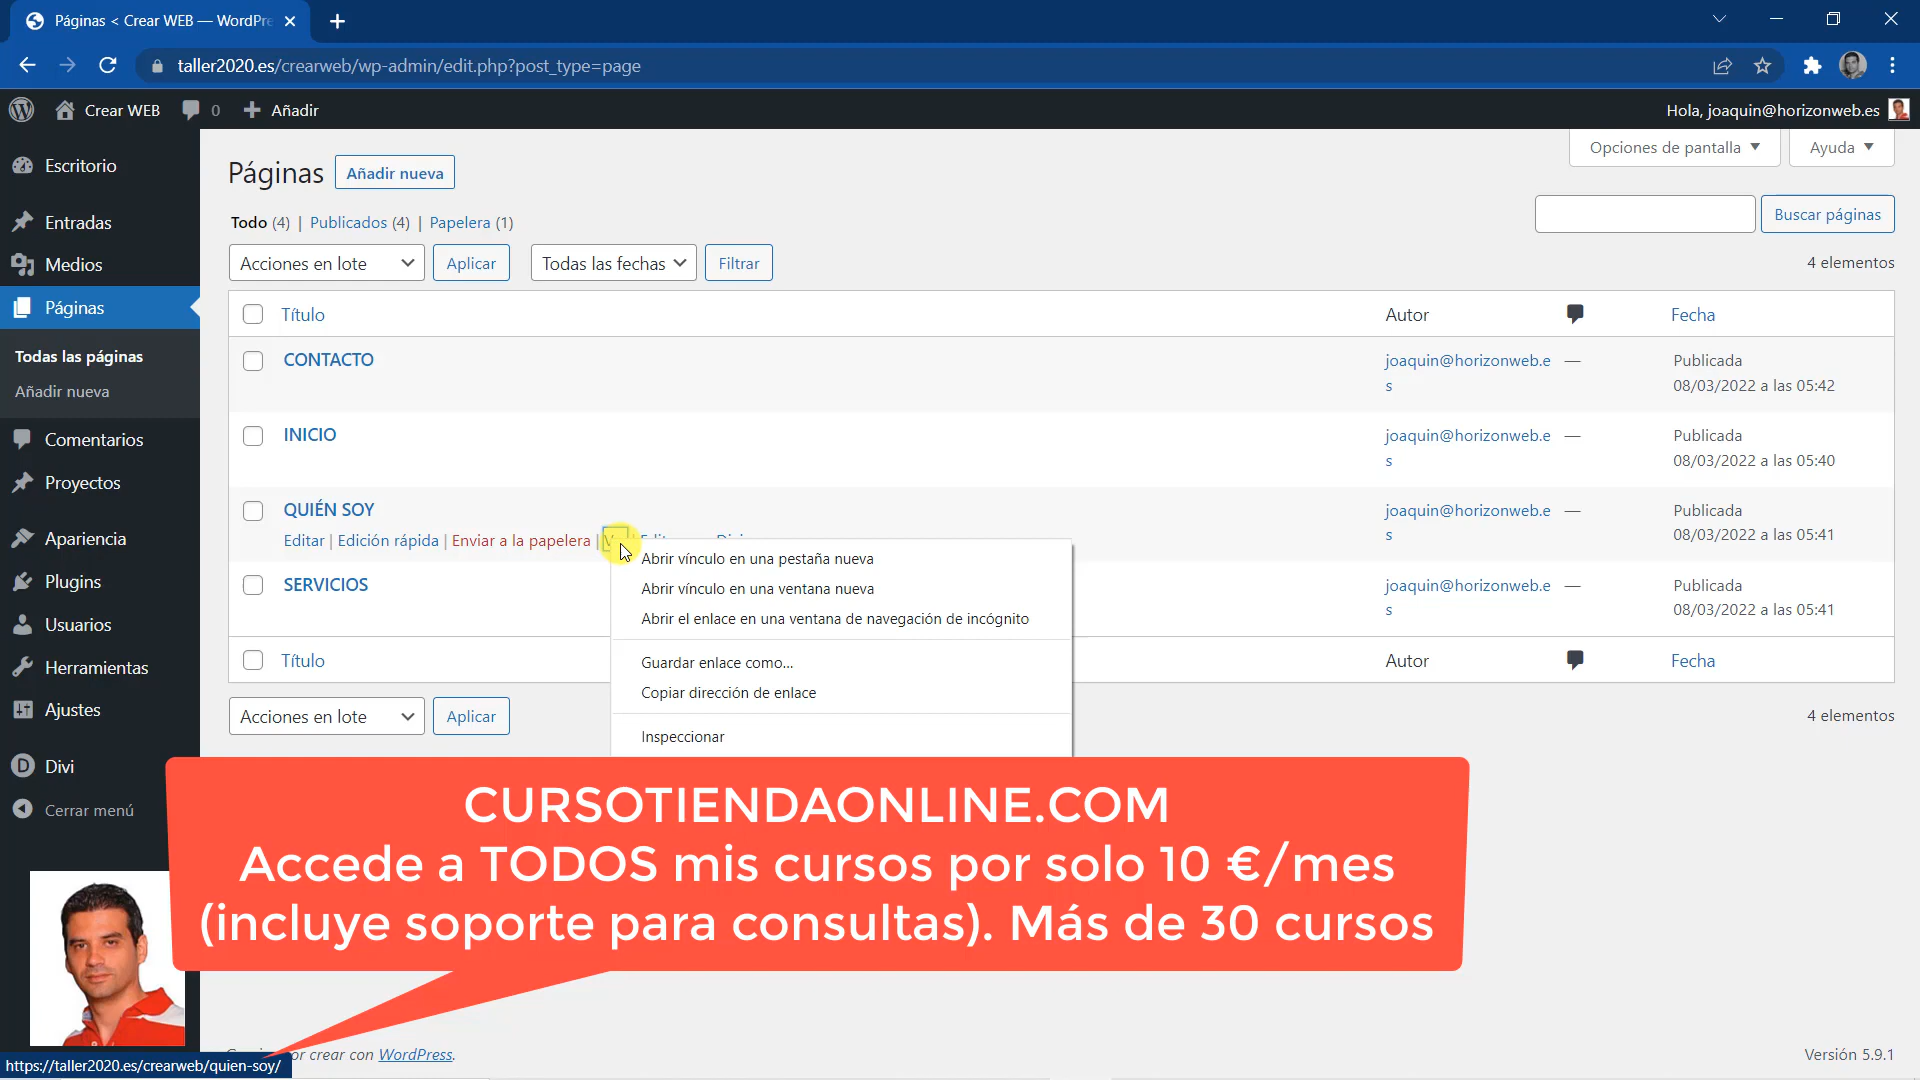 Páginas < Crear WEB — WordPre
taller2020.es/crearweb/wp-admin/edit.php?post_type=page
Crear WEB
0
Añadir
Hola, joaquin@horizonweb.es
Escritorio
Entradas
Medios
Páginas
Todas las páginas
Añadir nueva
Comentarios
Proyectos
Apariencia
Plugins
Usuarios
Herramientas
Ajustes
Divi
Cerrar menú
Opciones de pantalla
Ayuda
Páginas
Añadir nueva
Todo (4) | Publicados (4) | Papelera (1)
Buscar páginas
Acciones en lote
Aplicar
Todas las fechas
Filtrar
4 elementos
Título
Autor
Fecha
CONTACTO
joaquin@horizonweb.e
s
—
Publicada
08/03/2022 a las 05:42
INICIO
joaquin@horizonweb.e
s
—
Publicada
08/03/2022 a las 05:40
QUIÉN SOY
Editar | Edición rápida | Enviar a la papelera |
joaquin@horizonweb.e
s
—
Publicada
08/03/2022 a las 05:41
SERVICIOS
joaquin@horizonweb.e
s
—
Publicada
08/03/2022 a las 05:41
Título
Autor
Fecha
Acciones en lote
Aplicar
4 elementos
Abrir vínculo en una pestaña nueva
Abrir vínculo en una ventana nueva
Abrir el enlace en una ventana de navegación de incógnito
Guardar enlace como...
Copiar dirección de enlace
Inspeccionar
CURSOTIENDAONLINE.COM
Accede a TODOS mis cursos por solo 10 €/mes
(incluye soporte para consultas). Más de 30 cursos
por crear con WordPress.
Versión 5.9.1
https://taller2020.es/crearweb/quien-soy/